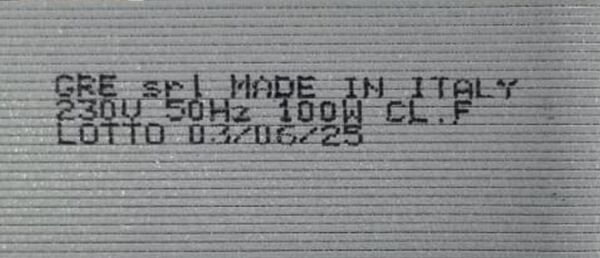 GRE srl MADE IN ITALY
230V 50Hz 100W CL.F
LOTTO 03/06/25